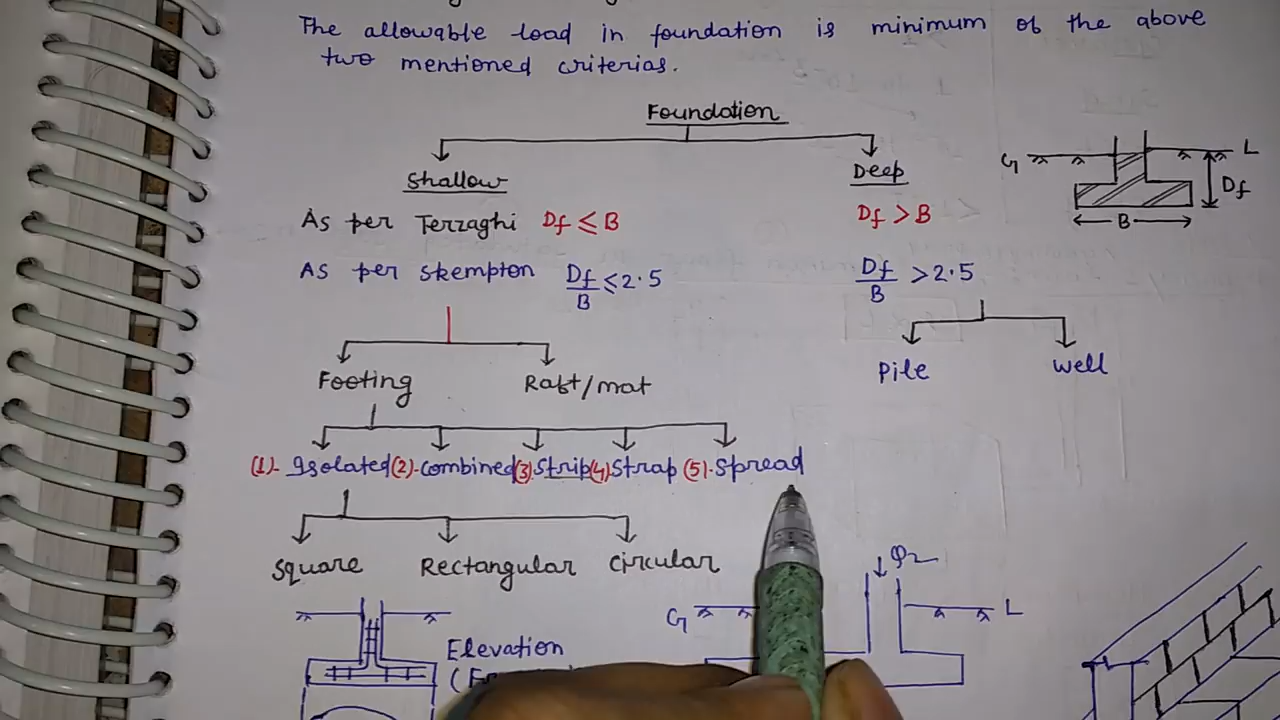 The allowable load in foundation is minimum of the above
two mentioned criterias.
Foundation
Shallow
Deep
As per Terzaghi Df ≤ B
Df > B
As per Skempton Df/B ≤ 2.5
Df/B > 2.5
G L
Df
B
Footing
Raft/mat
Pile
Well
(1). Isolated (2). Combined (3). Strip (4) Strap (5). Spread
Square
Rectangular
Circular
Q2
G L
Elevation